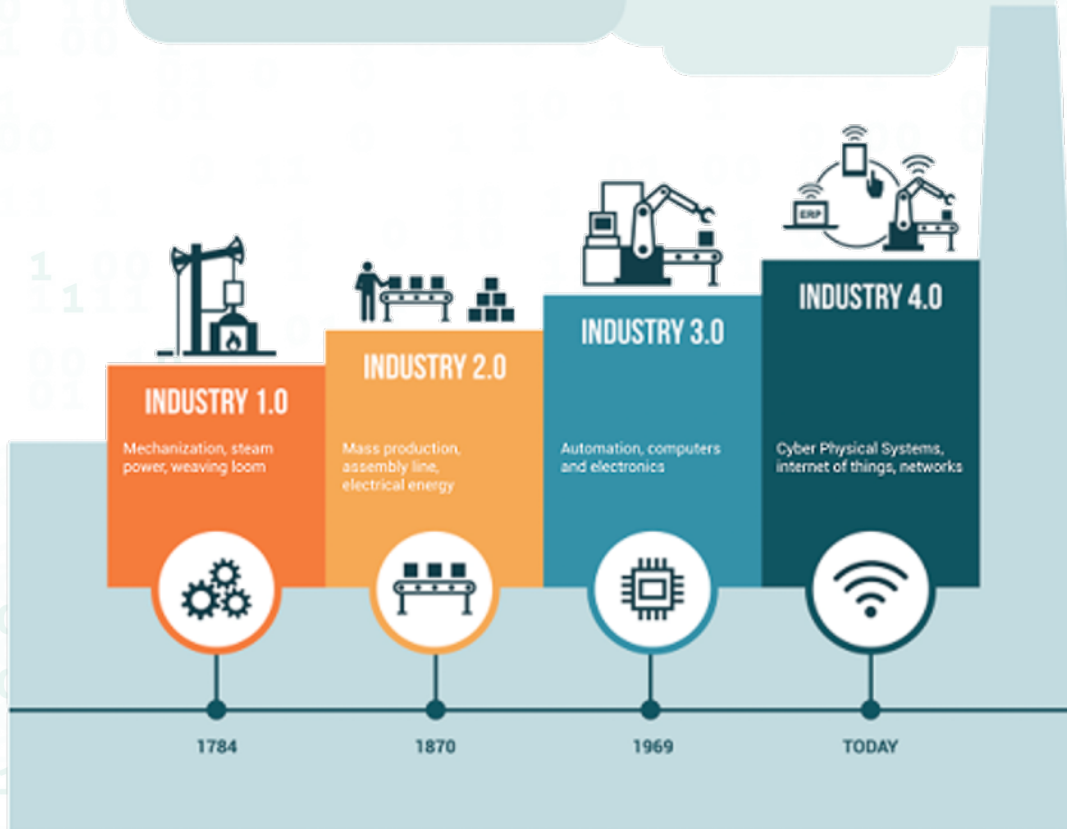 ERP
INDUSTRY 1.0
Mechanization, steam
power, weaving loom
INDUSTRY 2.0
Mass production,
assembly line,
electrical energy
INDUSTRY 3.0
Automation, computers
and electronics
INDUSTRY 4.0
Cyber Physical Systems,
internet of things, networks
1784
1870
1969
TODAY